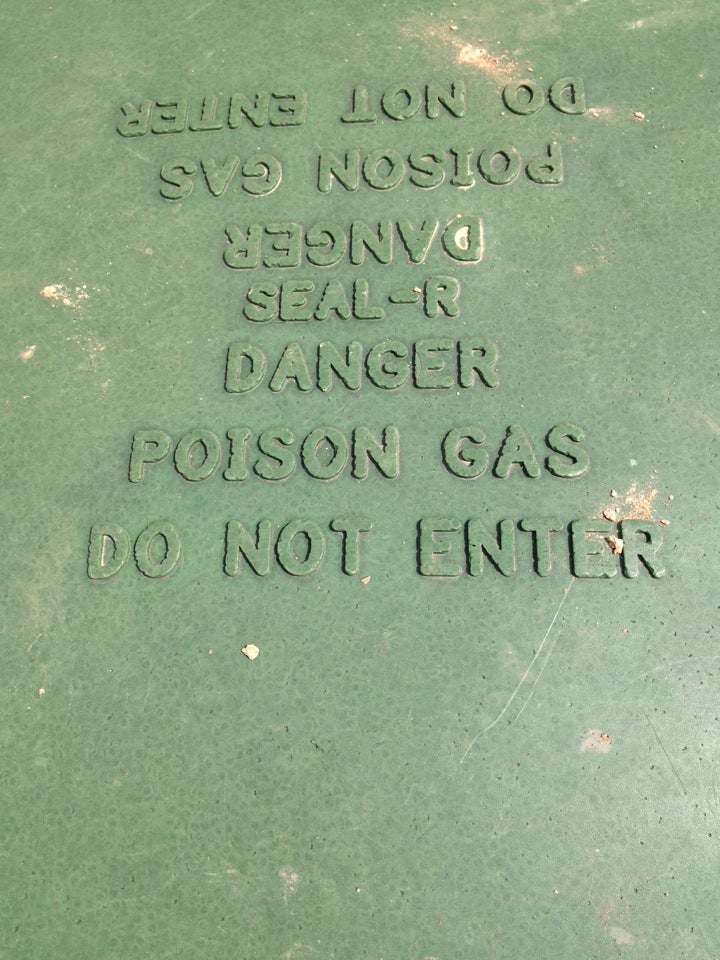 DO NOT ENTER
POISON GAS
DANGER
SEAL-R
DANGER
POISON GAS
DO NOT ENTER